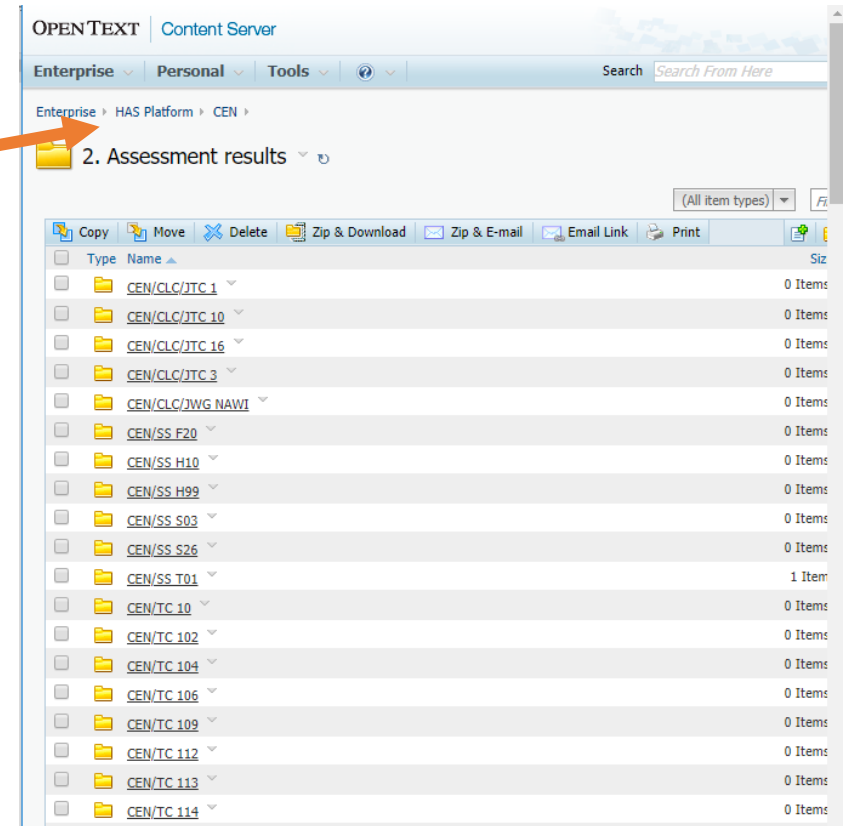 OPENTEXT | Content Server
Enterprise Personal Tools Search Search From Here
Enterprise HAS Platform CEN
2. Assessment results
(All item types)
Copy Move Delete Zip & Download Zip & E-mail Email Link Print
Type Name Siz
CEN/CLC/JTC 1 0 Items
CEN/CLC/JTC 10 0 Items
CEN/CLC/JTC 16 0 Items
CEN/CLC/JTC 3 0 Items
CEN/CLC/JWG NAWI 0 Items
CEN/SS F20 0 Items
CEN/SS H10 0 Items
CEN/SS H99 0 Items
CEN/SS S03 0 Items
CEN/SS S26 0 Items
CEN/SS T01 1 Item
CEN/TC 10 0 Items
CEN/TC 102 0 Items
CEN/TC 104 0 Items
CEN/TC 106 0 Items
CEN/TC 109 0 Items
CEN/TC 112 0 Items
CEN/TC 113 0 Items
CEN/TC 114 0 Items